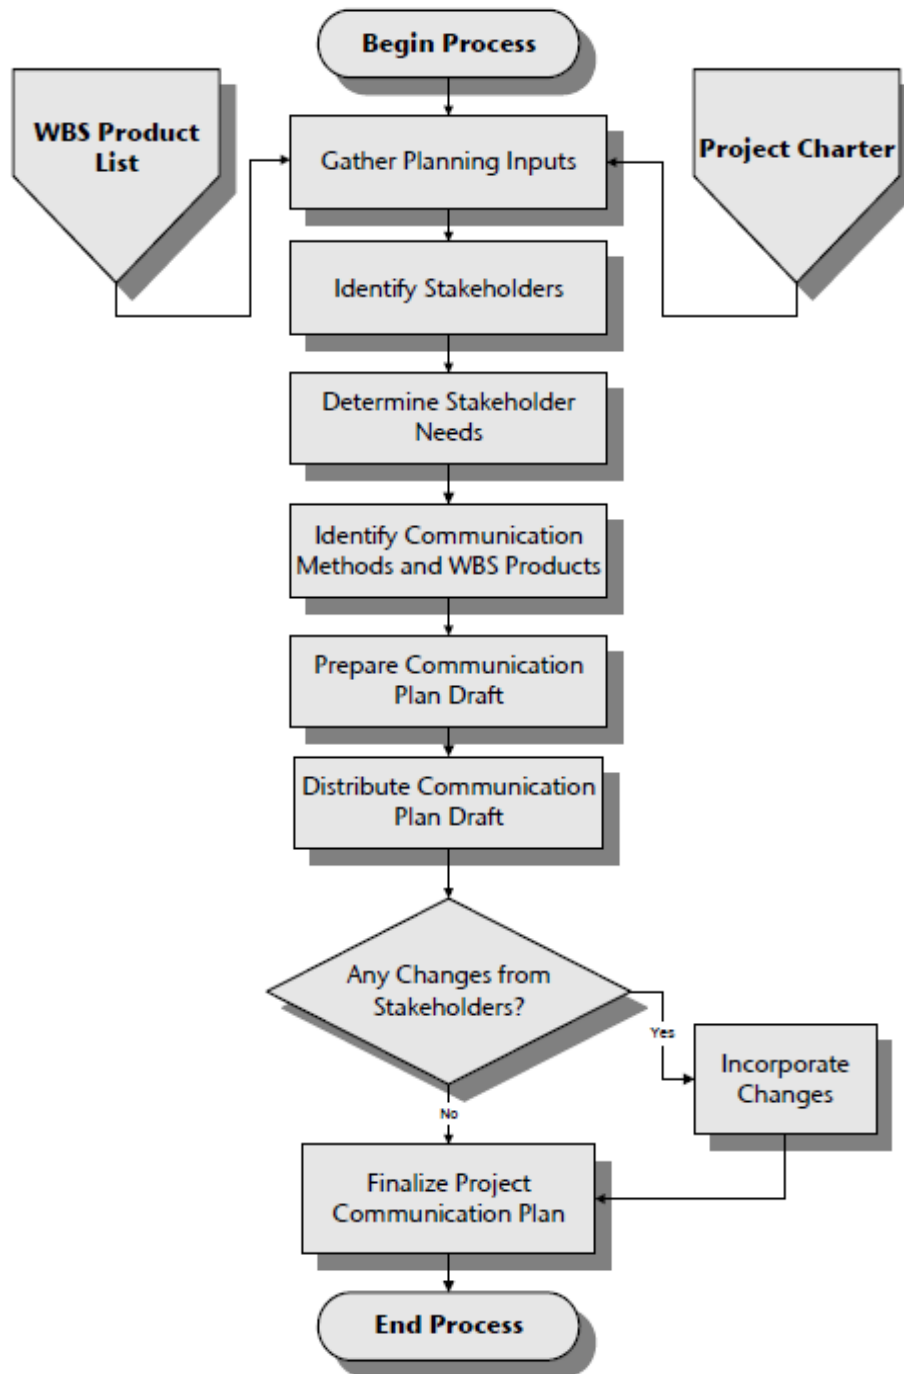 Begin Process
WBS Product
List
Project Charter
Gather Planning Inputs
Identify Stakeholders
Determine Stakeholder
Needs
Identify Communication
Methods and WBS Products
Prepare Communication
Plan Draft
Distribute Communication
Plan Draft
Any Changes from
Stakeholders?
Yes
Incorporate
Changes
No
Finalize Project
Communication Plan
End Process